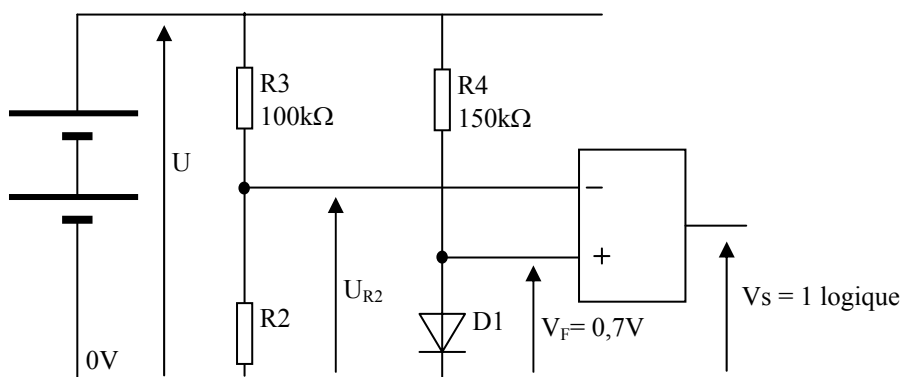 R3
100kΩ
R4
150kΩ
U
−
+
U_R2
R2
D1
V_F= 0,7V
Vs = 1 logique
0V